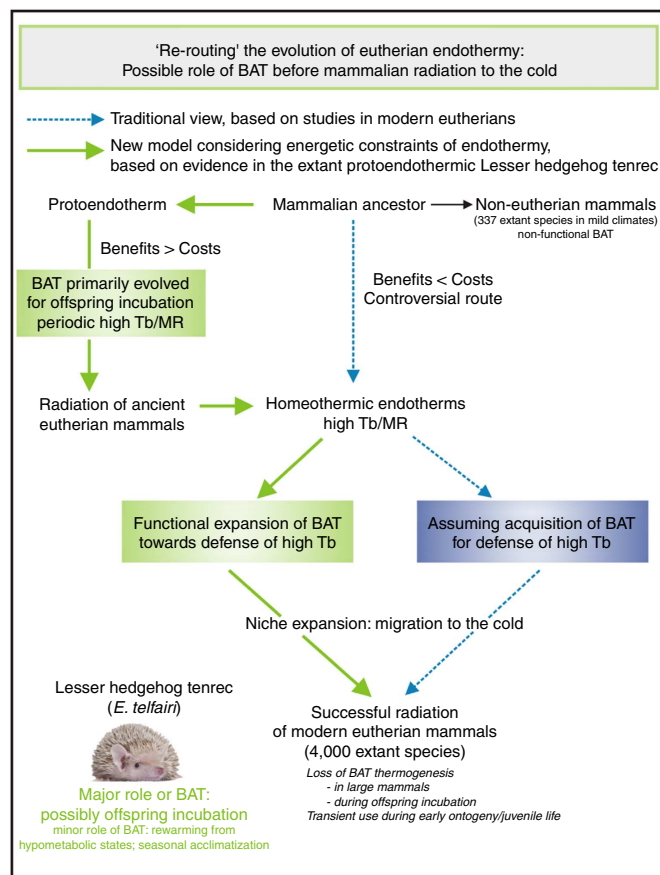 ‘Re-routing’ the evolution of eutherian endothermy:
Possible role of BAT before mammalian radiation to the cold
Traditional view, based on studies in modern eutherians
New model considering energetic constraints of endothermy,
based on evidence in the extant protoendothermic Lesser hedgehog tenrec
Protoendotherm
Mammalian ancestor
Non-eutherian mammals
(337 extant species in mild climates)
non-functional BAT
Benefits > Costs
BAT primarily evolved
for offspring incubation
periodic high Tb/MR
Benefits < Costs
Controversial route
Radiation of ancient
eutherian mammals
Homeothermic endotherms
high Tb/MR
Functional expansion of BAT
towards defense of high Tb
Assuming acquisition of BAT
for defense of high Tb
Niche expansion: migration to the cold
Lesser hedgehog tenrec
(E. telfairi)
Major role or BAT:
possibly offspring incubation
minor role of BAT: rewarming from
hypometabolic states; seasonal acclimatization
Successful radiation
of modern eutherian mammals
(4,000 extant species)
Loss of BAT thermogenesis
- in large mammals
- during offspring incubation
Transient use during early ontogeny/juvenile life